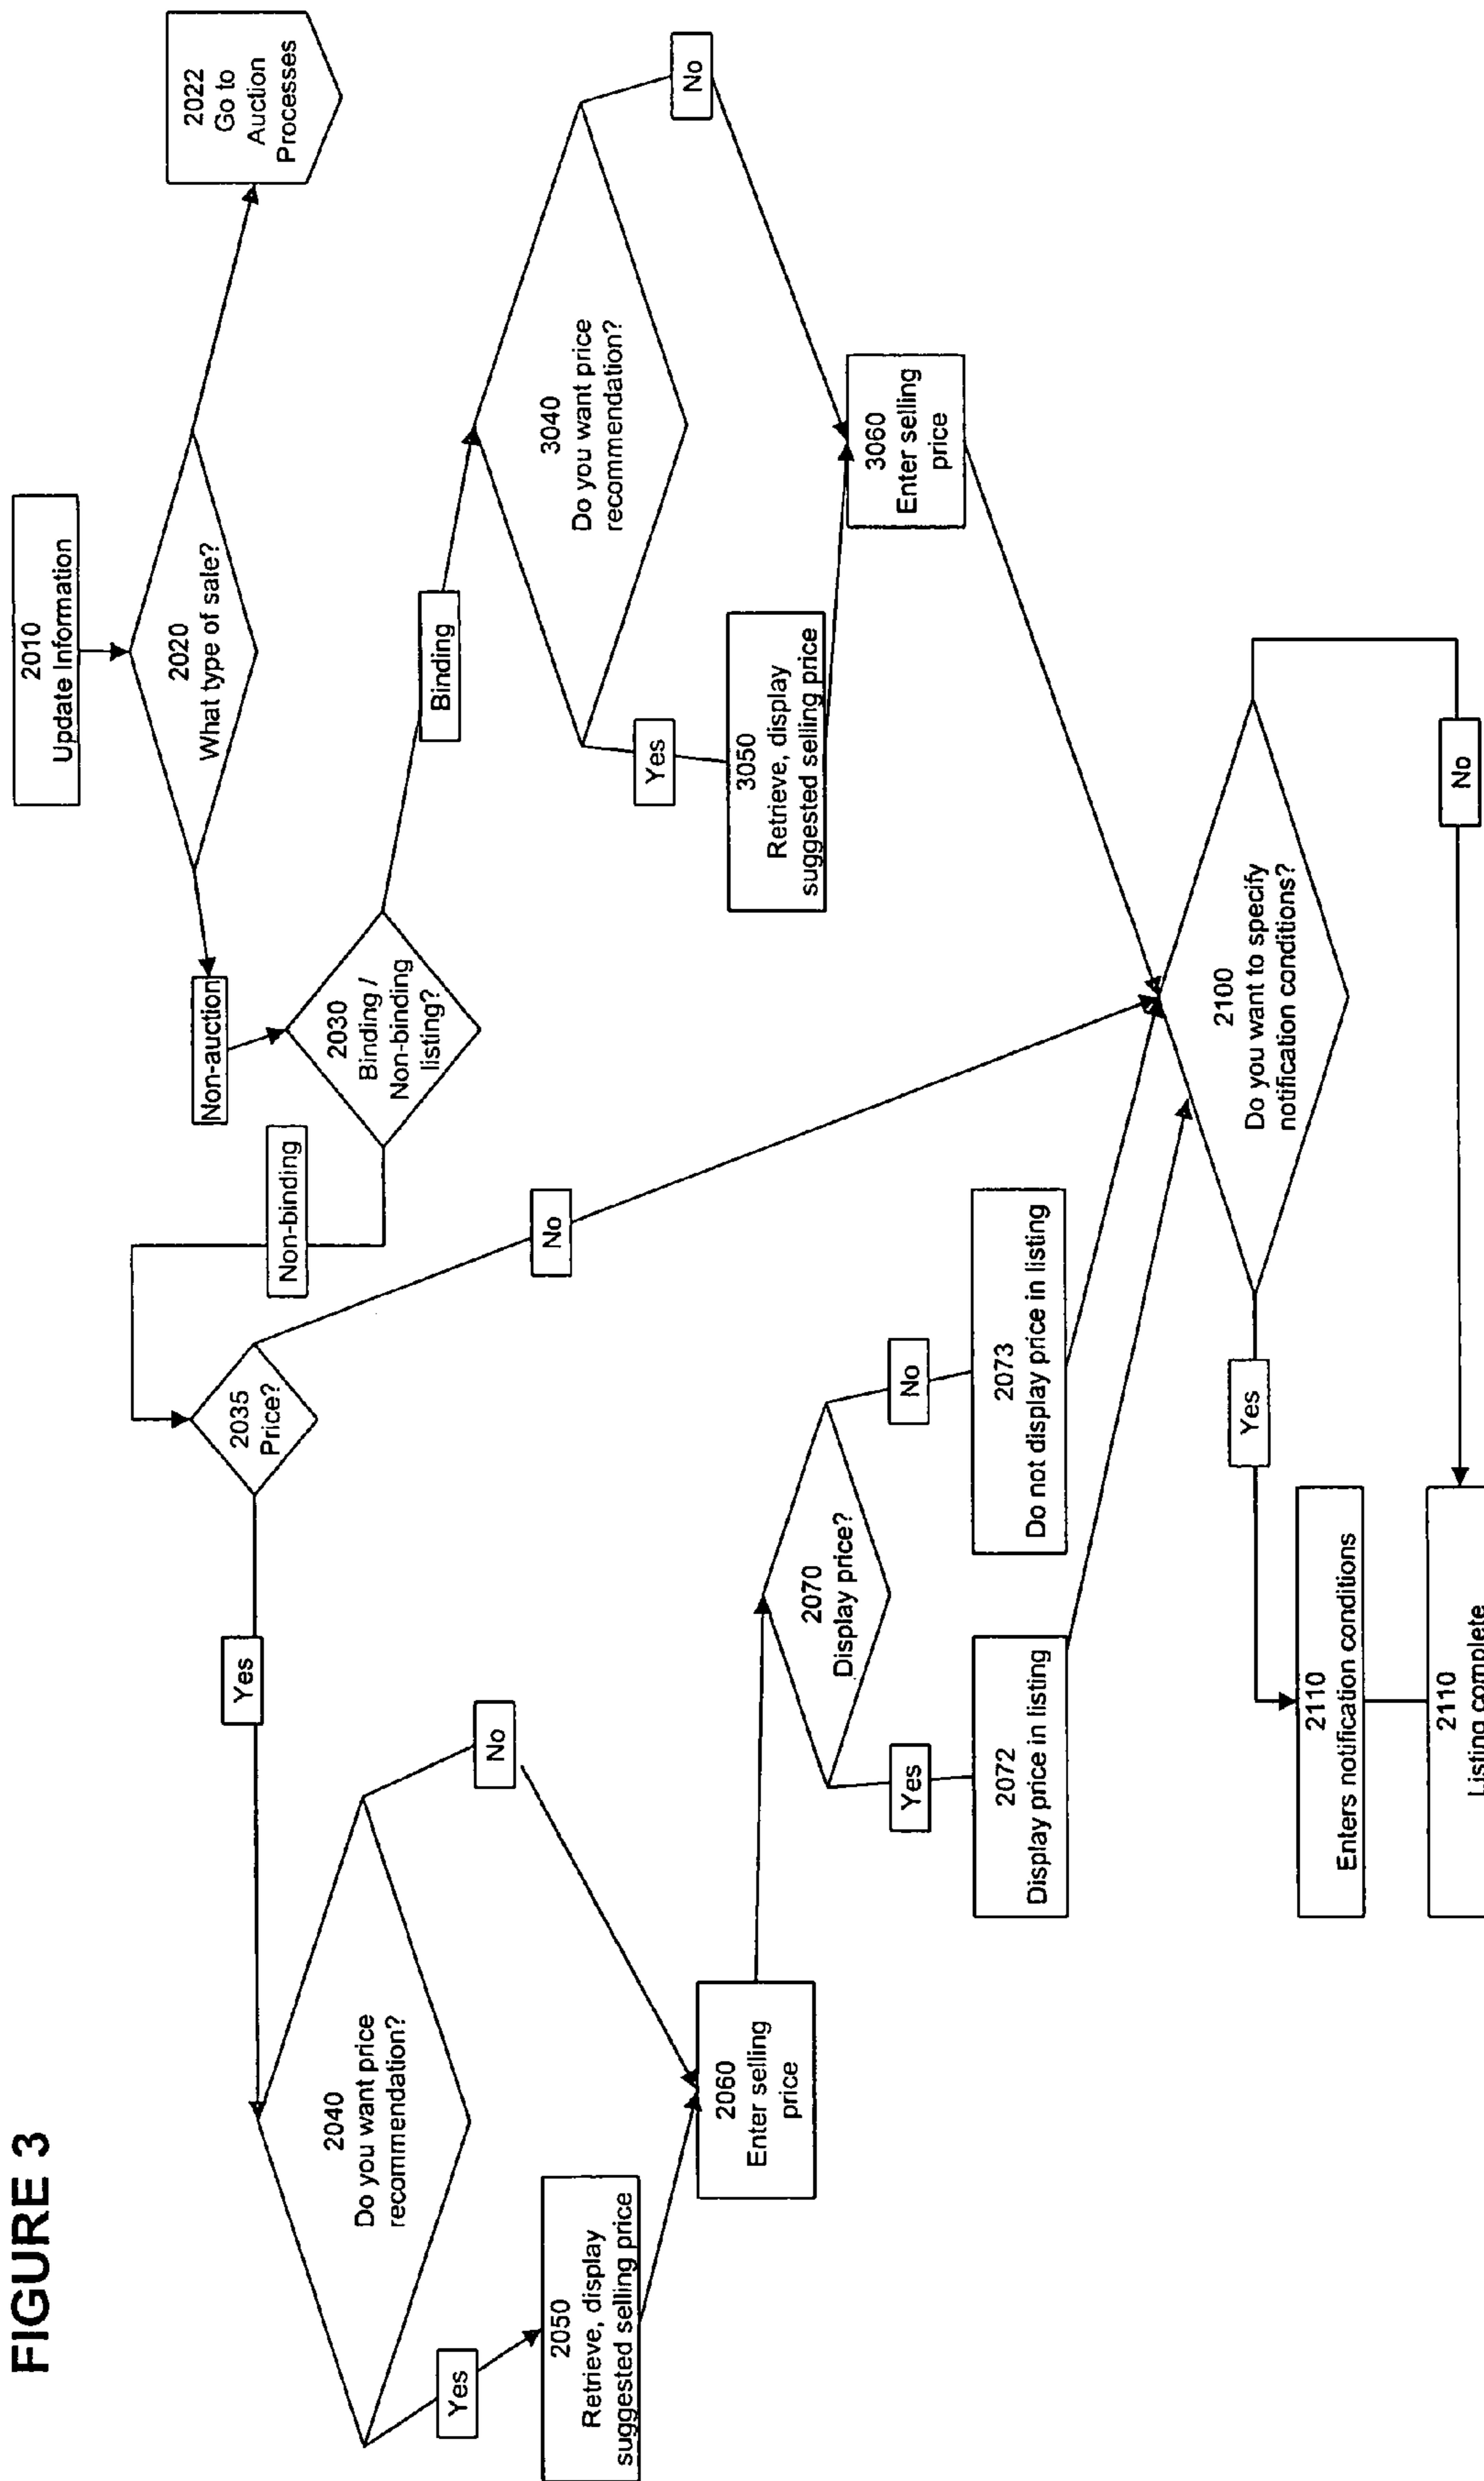 FIGURE 3
2010
Update Information
2020
What type of sale?
2022
Go to
Auction
Processes
Non-auction
2030
Binding /
Non-binding
listing?
Non-binding
Binding
2035
Price?
Yes
No
2040
Do you want price
recommendation?
Yes
No
2050
Retrieve, display
suggested selling price
2060
Enter selling
price
3040
Do you want price
recommendation?
Yes
No
3050
Retrieve, display
suggested selling price
3060
Enter selling
price
2070
Display price?
Yes
No
2072
Display price in listing
2073
Do not display price in listing
2100
Do you want to specify
notification conditions?
Yes
No
2110
Enters notification conditions
2110
Listing complete